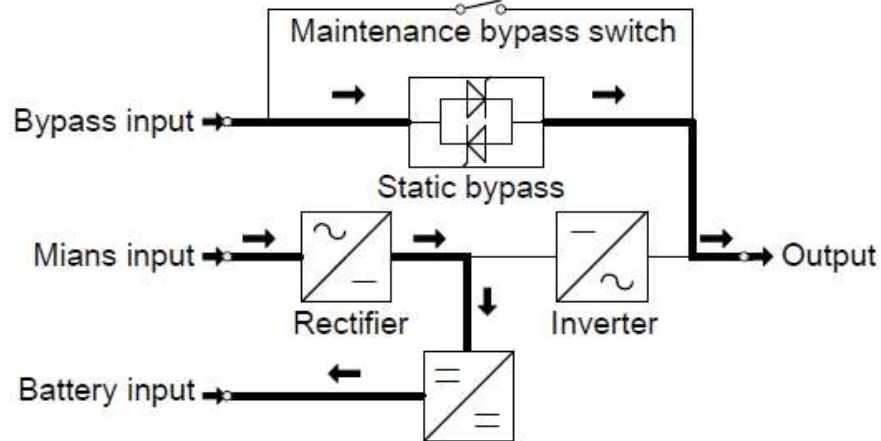 Maintenance bypass switch
Bypass input
Static bypass
Mians input
Output
Rectifier
Inverter
Battery input